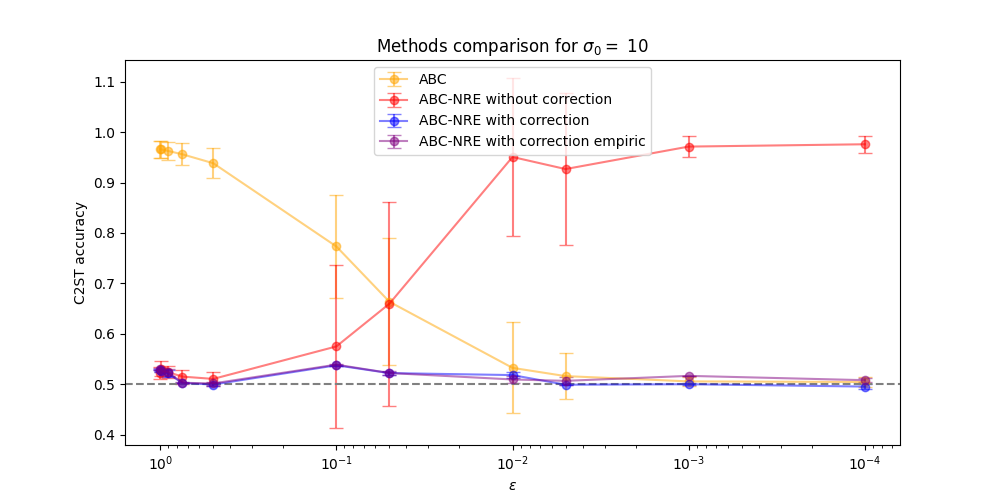 Methods comparison for σ₀ = 10
ABC
ABC-NRE without correction
ABC-NRE with correction
ABC-NRE with correction empiric
C2ST accuracy
1.1
1.0
0.9
0.8
0.7
0.6
0.5
0.4
10⁰ 10⁻¹ 10⁻² 10⁻³ 10⁻⁴
ε